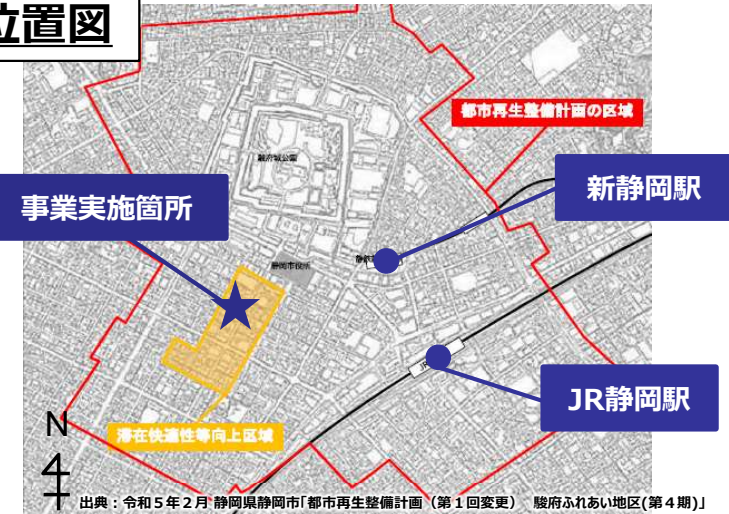 位置図
都市再生整備計画の区域
駿府城公園
新静岡駅
事業実施箇所
静岡市役所
JR静岡駅
滞在快適性等向上区域
N
出典：令和５年２月 静岡県静岡市「都市再生整備計画（第１回変更） 駿府ふれあい地区(第４期)」